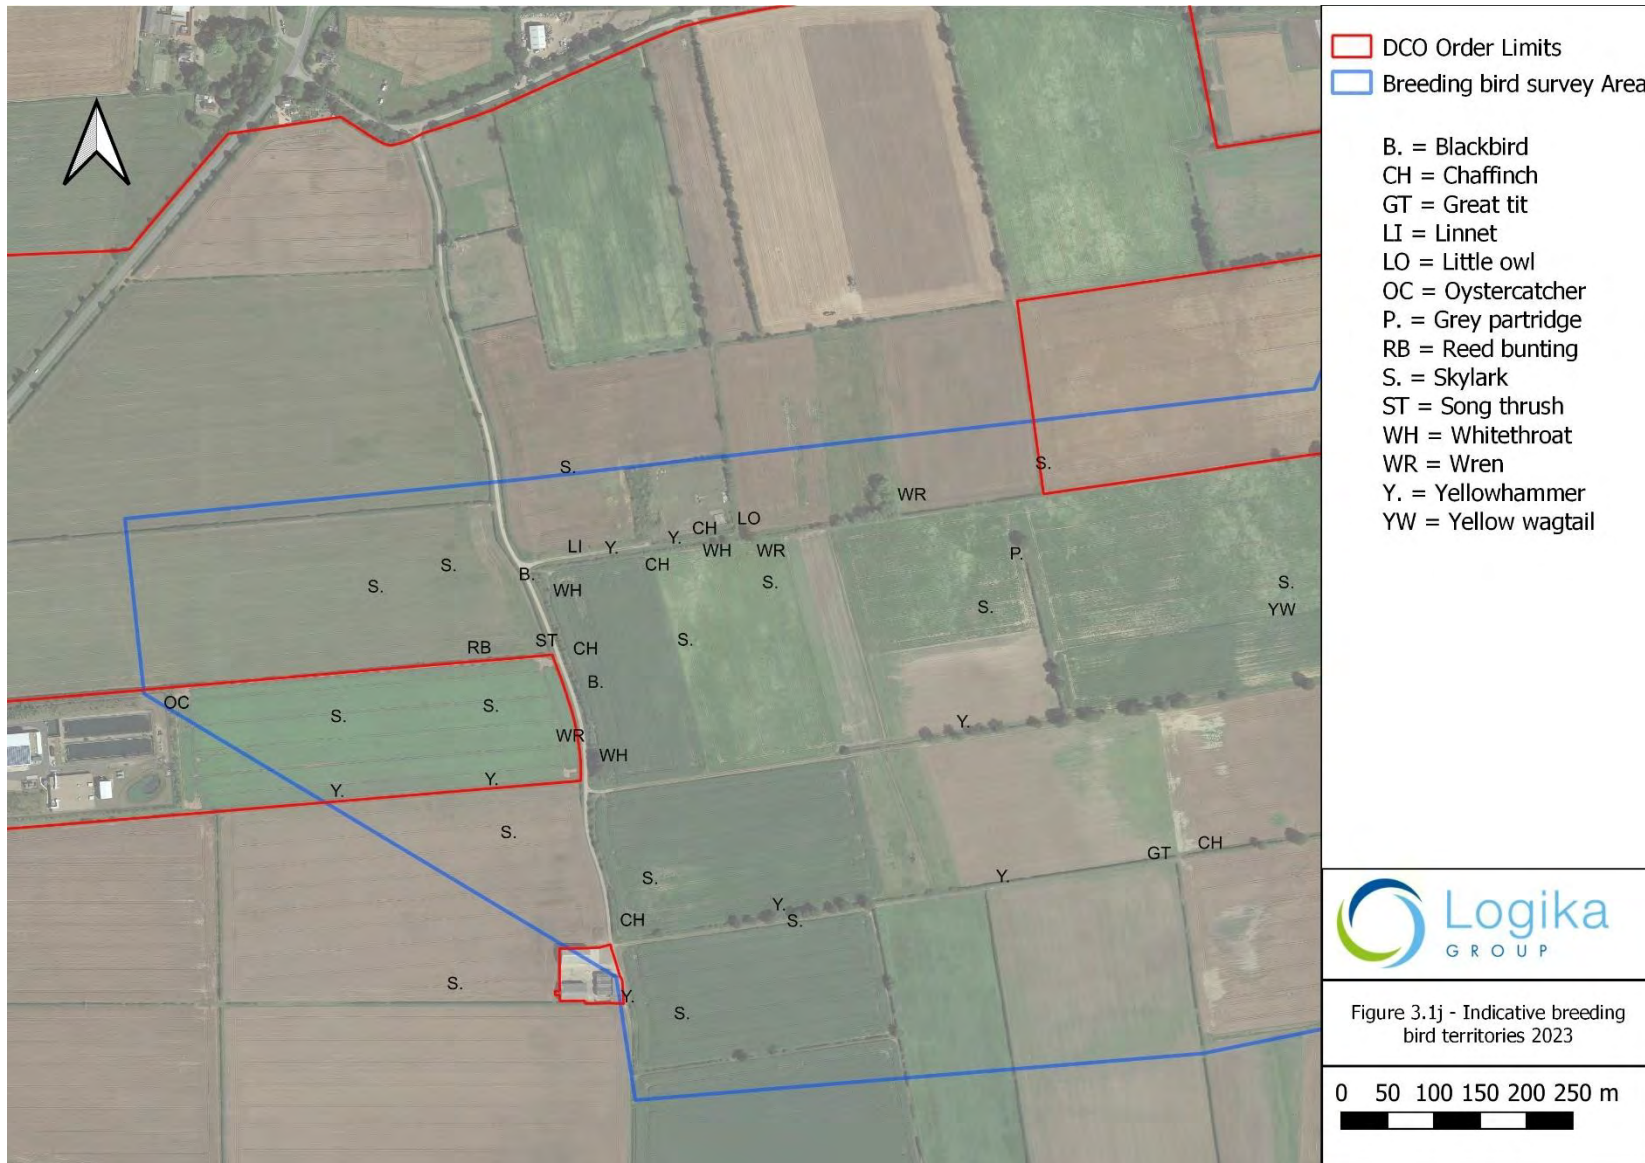 DCO Order Limits
Breeding bird survey Area
B. = Blackbird
CH = Chaffinch
GT = Great tit
LI = Linnet
LO = Little owl
OC = Oystercatcher
P. = Grey partridge
RB = Reed bunting
S. = Skylark
ST = Song thrush
WH = Whitethroat
WR = Wren
Y. = Yellowhammer
YW = Yellow wagtail
S.
S.
WR
LO
CH
Y.
LI
Y.
WH
WR
P.
S.
CH
S.
B.
S.
S.
WH
S.
YW
S.
ST
S.
RB
CH
B.
OC
S.
S.
Y.
WR
WH
Y.
Y.
S.
CH
GT
S.
Y.
Y.
CH
S.
S.
Y.
S.
Logika
GROUP
Figure 3.1j - Indicative breeding
bird territories 2023
0 50 100 150 200 250 m